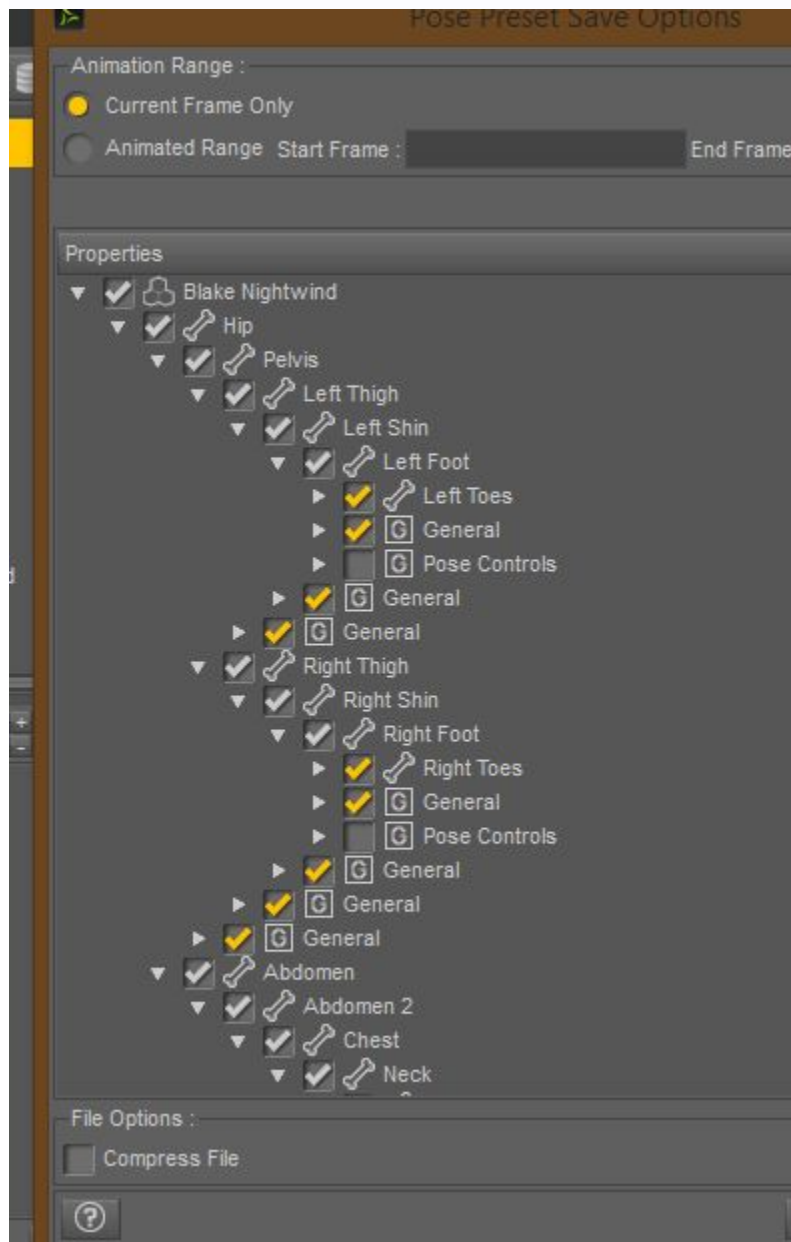 Pose Preset Save Options
Animation Range :
Current Frame Only
Animated Range Start Frame : End Frame
Properties
Blake Nightwind
Hip
Pelvis
Left Thigh
Left Shin
Left Foot
Left Toes
G General
G Pose Controls
G General
G General
Right Thigh
Right Shin
Right Foot
Right Toes
G General
G Pose Controls
G General
G General
G General
Abdomen
Abdomen 2
Chest
Neck
File Options :
Compress File
?